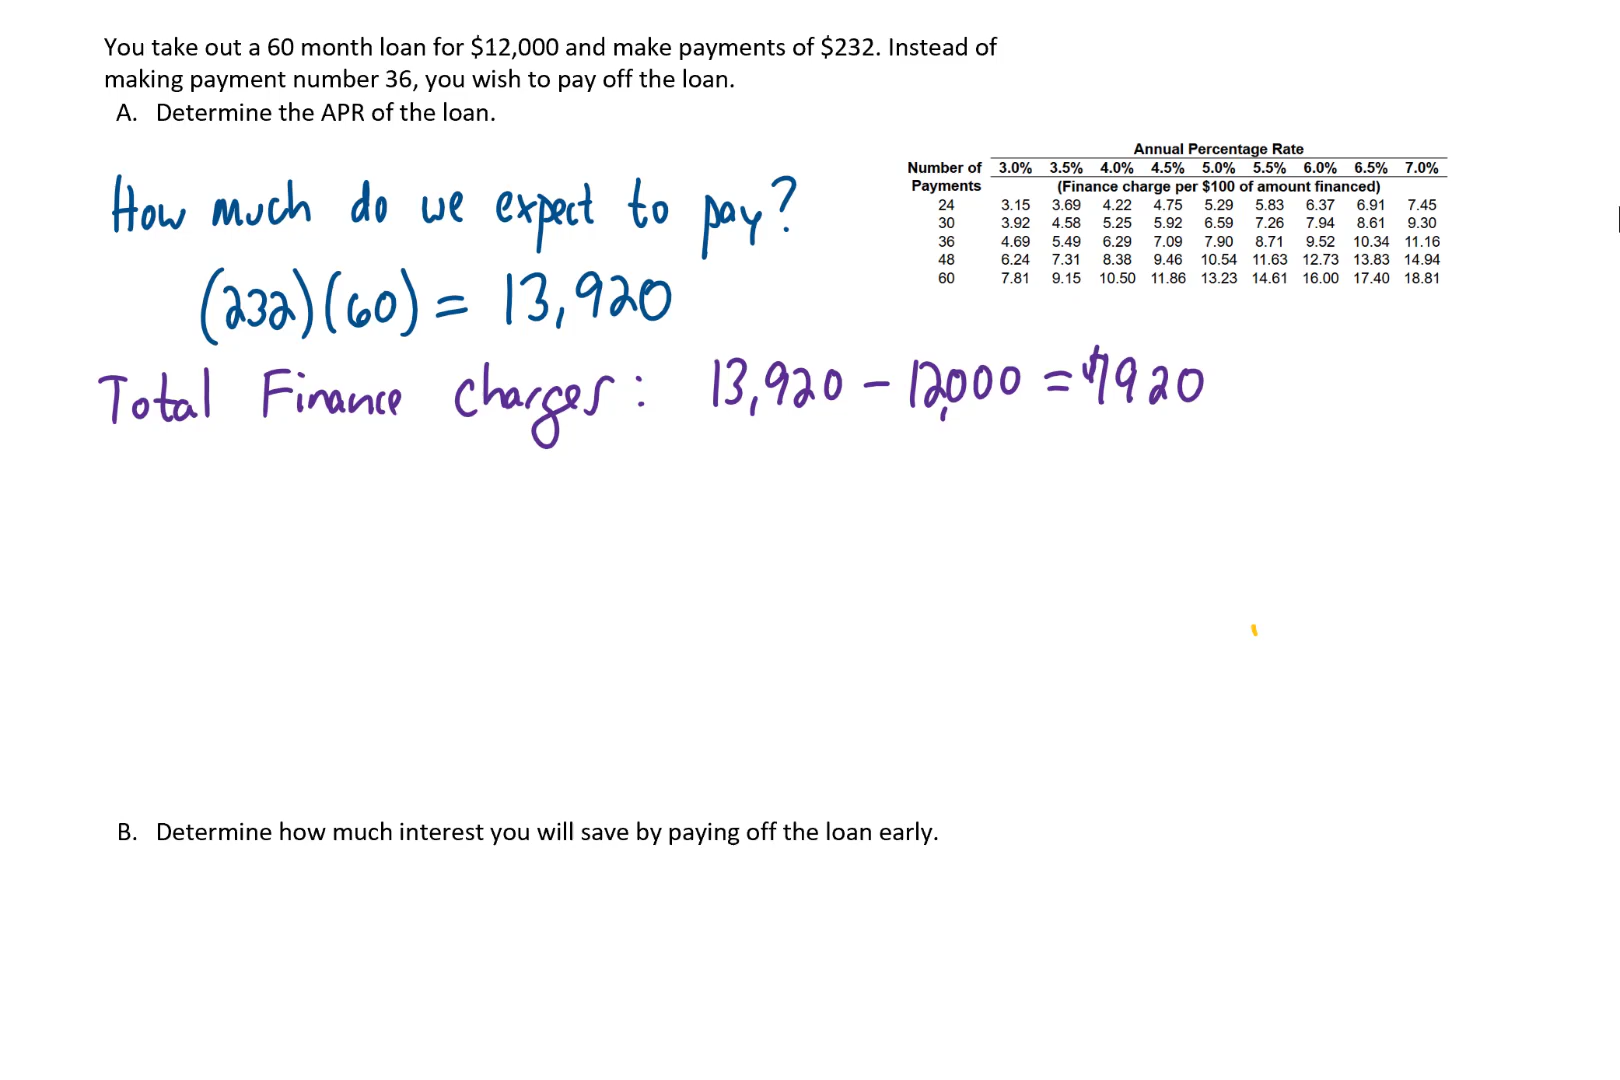 You take out a 60 month loan for $12,000 and make payments of $232. Instead of
making payment number 36, you wish to pay off the loan.
A. Determine the APR of the loan.
Annual Percentage Rate
Number of 3.0% 3.5% 4.0% 4.5% 5.0% 5.5% 6.0% 6.5% 7.0%
Payments (Finance charge per $100 of amount financed)
24 3.15 3.69 4.22 4.75 5.29 5.83 6.37 6.91 7.45
30 3.92 4.58 5.25 5.92 6.59 7.26 7.94 8.61 9.30
36 4.69 5.49 6.29 7.09 7.90 8.71 9.52 10.34 11.16
48 6.24 7.31 8.38 9.46 10.54 11.63 12.73 13.83 14.94
60 7.81 9.15 10.50 11.86 13.23 14.61 16.00 17.40 18.81
How much do we expect to pay?
(232)(60) = 13,920
Total Finance charges: 13,920 - 12,000 = $1920
B. Determine how much interest you will save by paying off the loan early.